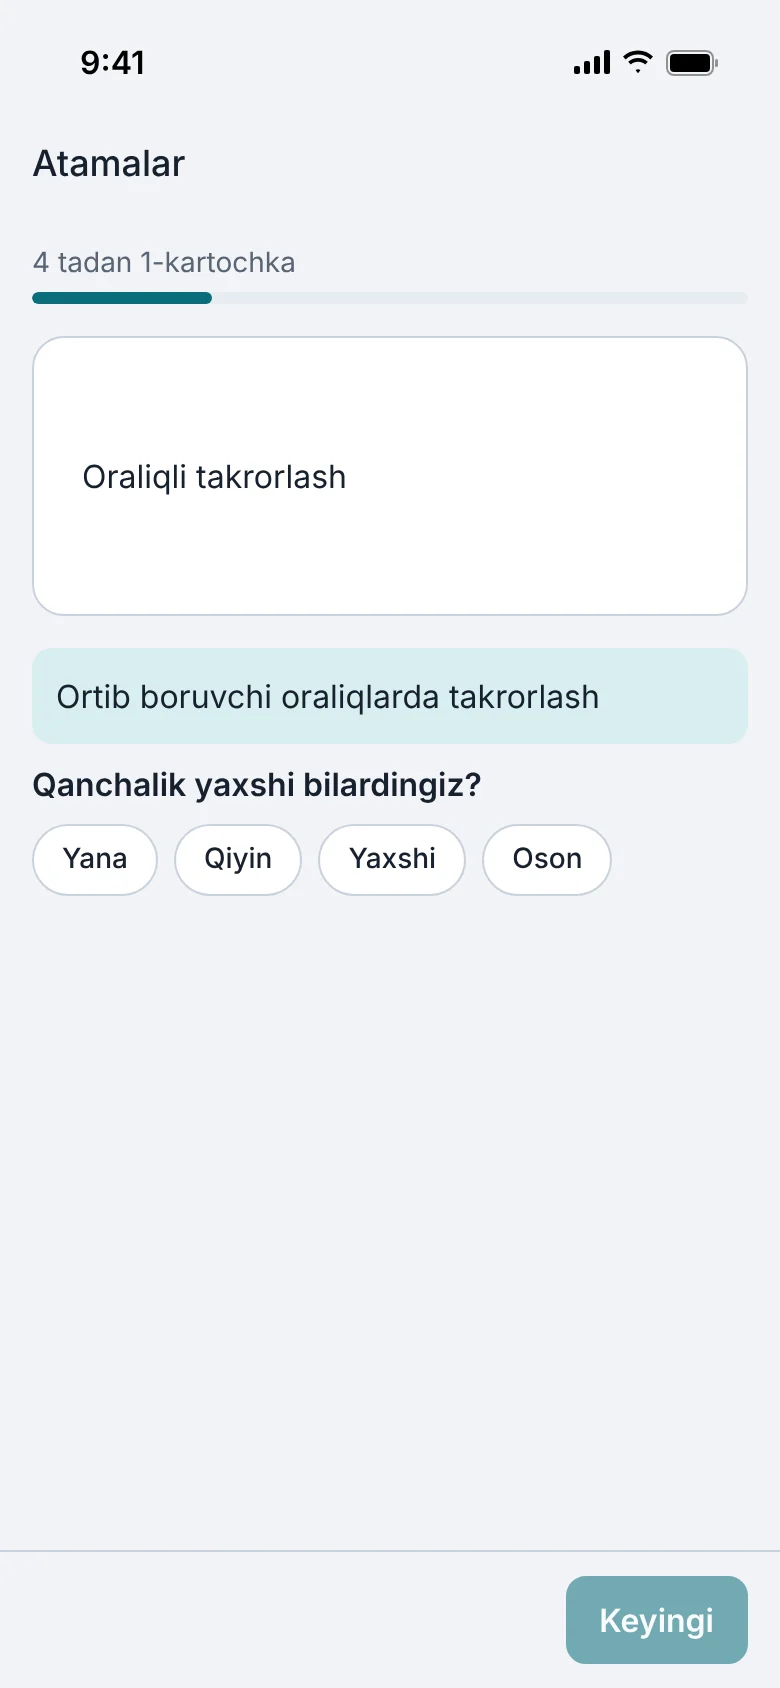 9:41
Atamalar
4 tadan 1-kartochka
Oraliqli takrorlash
Ortib boruvchi oraliqlarda takrorlash
Qanchalik yaxshi bilardingiz?
Yana Qiyin Yaxshi Oson
Keyingi